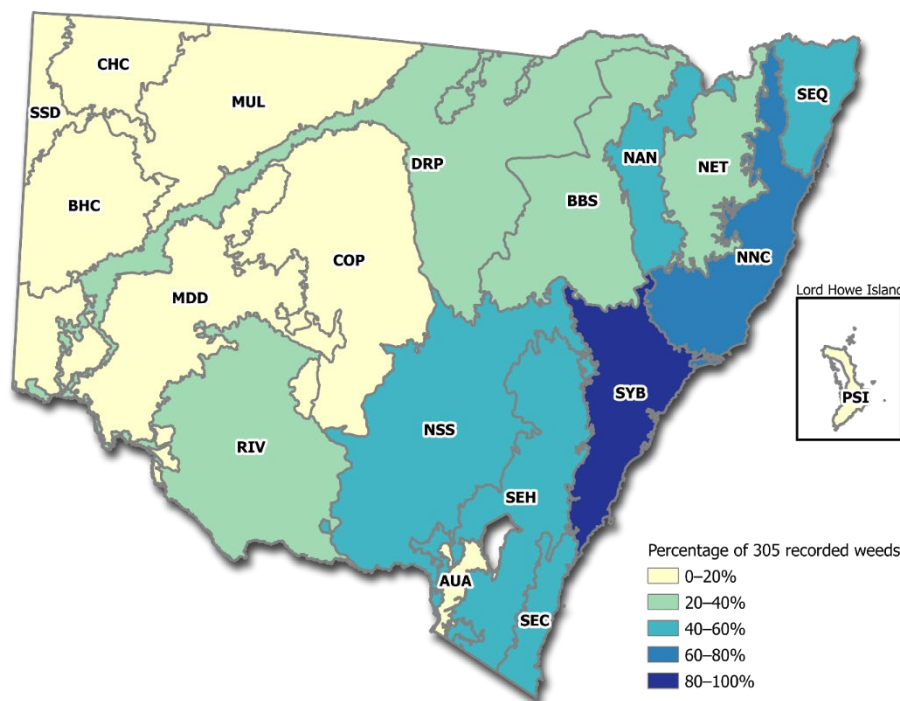 CHC
SSD
MUL
SEQ
DRP
NAN
NET
BHC
BBS
COP
NNC
MDD
Lord Howe Island
SYB
PSI
RIV
NSS
SEH
AUA
SEC
Percentage of 305 recorded weeds
0–20%
20–40%
40–60%
60–80%
80–100%